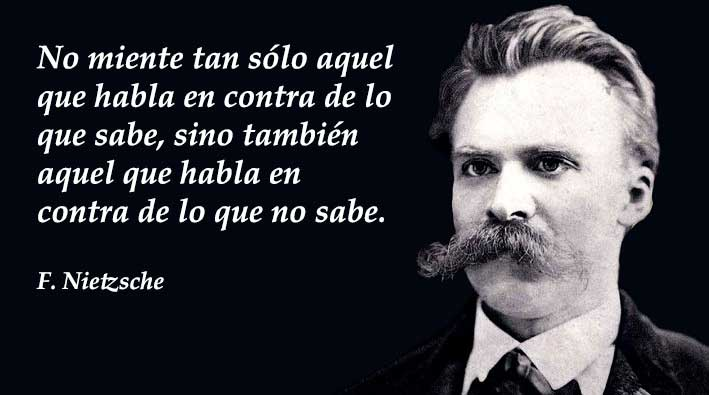 No miente tan sólo aquel
que habla en contra de lo
que sabe, sino también
aquel que habla en
contra de lo que no sabe.
F. Nietzsche